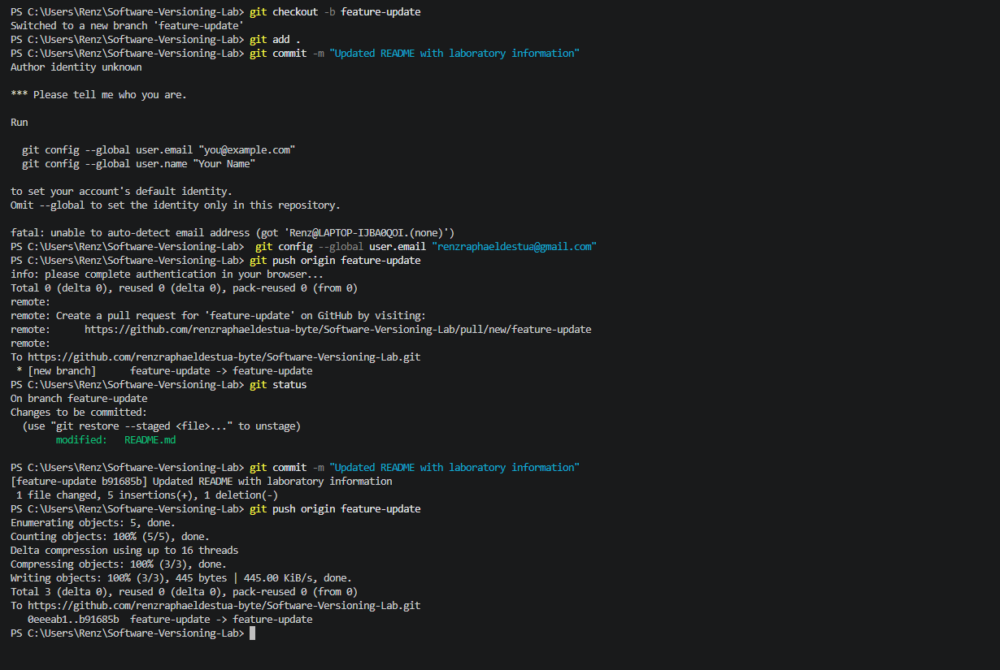 PS C:\Users\Renz\Software-Versioning-Lab> git checkout -b feature-update
Switched to a new branch 'feature-update'
PS C:\Users\Renz\Software-Versioning-Lab> git add .
PS C:\Users\Renz\Software-Versioning-Lab> git commit -m "Updated README with laboratory information"
Author identity unknown
*** Please tell me who you are.
Run
  git config --global user.email "you@example.com"
  git config --global user.name "Your Name"
to set your account's default identity.
Omit --global to set the identity only in this repository.
fatal: unable to auto-detect email address (got 'Renz@LAPTOP-IJBA0QOI.(none)')
PS C:\Users\Renz\Software-Versioning-Lab>  git config --global user.email "renzraphaeldestua@gmail.com"
PS C:\Users\Renz\Software-Versioning-Lab> git push origin feature-update
info: please complete authentication in your browser...
Total 0 (delta 0), reused 0 (delta 0), pack-reused 0 (from 0)
remote:
remote: Create a pull request for 'feature-update' on GitHub by visiting:
remote:      https://github.com/renzraphaeldestua-byte/Software-Versioning-Lab/pull/new/feature-update
remote:
To https://github.com/renzraphaeldestua-byte/Software-Versioning-Lab.git
 * [new branch]      feature-update -> feature-update
PS C:\Users\Renz\Software-Versioning-Lab> git status
On branch feature-update
Changes to be committed:
  (use "git restore --staged <file>..." to unstage)
        modified:   README.md
PS C:\Users\Renz\Software-Versioning-Lab> git commit -m "Updated README with laboratory information"
[feature-update b91685b] Updated README with laboratory information
 1 file changed, 5 insertions(+), 1 deletion(-)
PS C:\Users\Renz\Software-Versioning-Lab> git push origin feature-update
Enumerating objects: 5, done.
Counting objects: 100% (5/5), done.
Delta compression using up to 16 threads
Compressing objects: 100% (3/3), done.
Writing objects: 100% (3/3), 445 bytes | 445.00 KiB/s, done.
Total 3 (delta 0), reused 0 (delta 0), pack-reused 0 (from 0)
To https://github.com/renzraphaeldestua-byte/Software-Versioning-Lab.git
   0eeeab1..b91685b  feature-update -> feature-update
PS C:\Users\Renz\Software-Versioning-Lab>